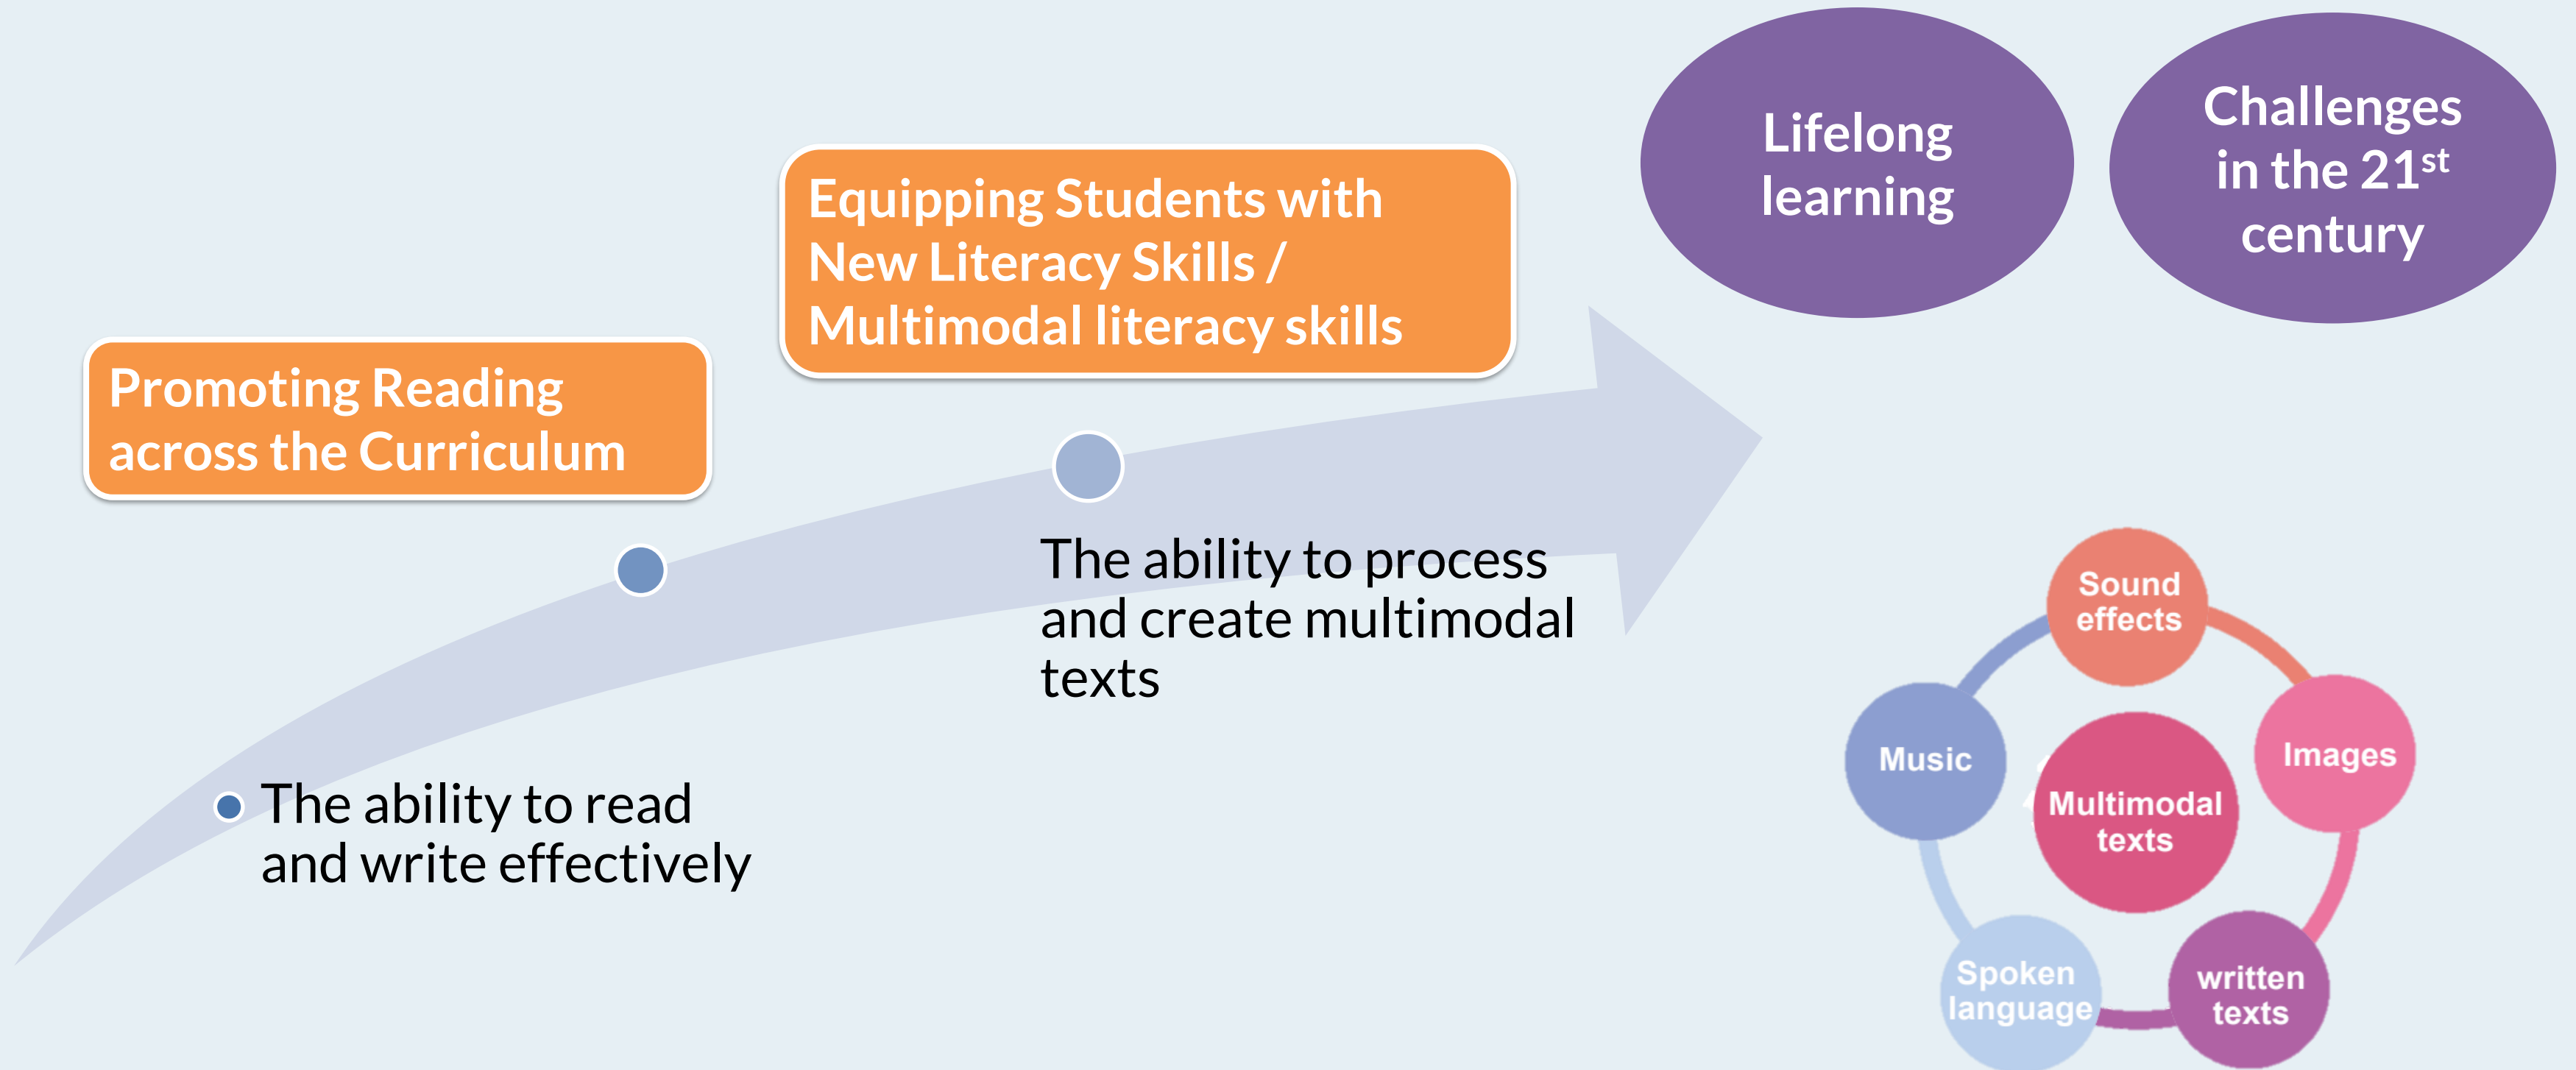 Lifelong
learning
Challenges
in the 21st
century
Equipping Students with
New Literacy Skills /
Multimodal literacy skills
Promoting Reading
across the Curriculum
The ability to process
and create multimodal
texts
The ability to read
and write effectively
Sound
effects
Music
Images
Multimodal
texts
Spoken
language
written
texts